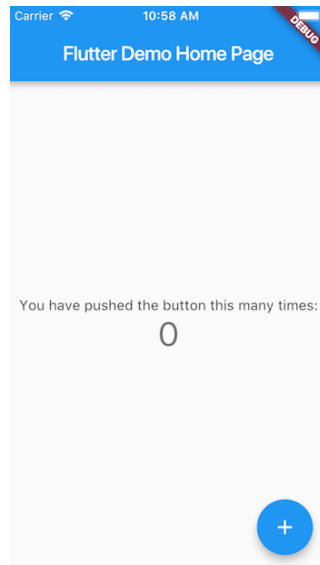 Carrier 10:58 AM
DEBUG
Flutter Demo Home Page
You have pushed the button this many times:
0
+